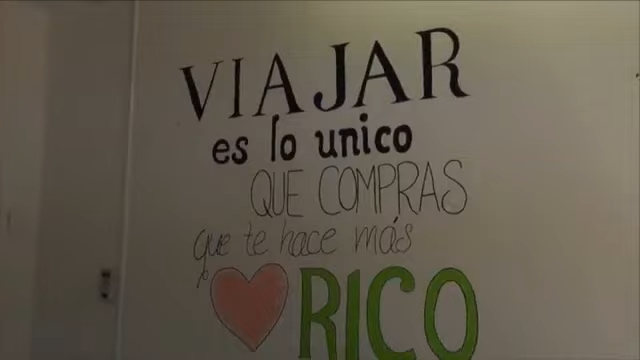 VIAJAR
es lo unico
QUE COMPRAS
que te hace más
RICO